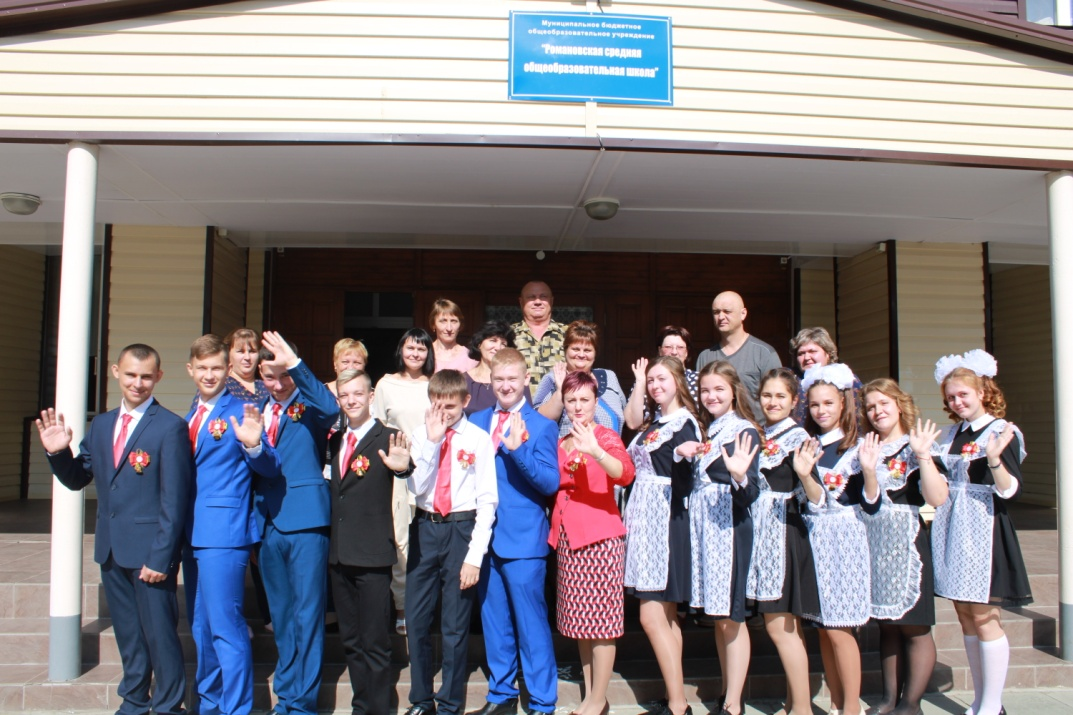 Муниципальное бюджетное
общеобразовательное учреждение
"Романовская средняя
общеобразовательная школа"